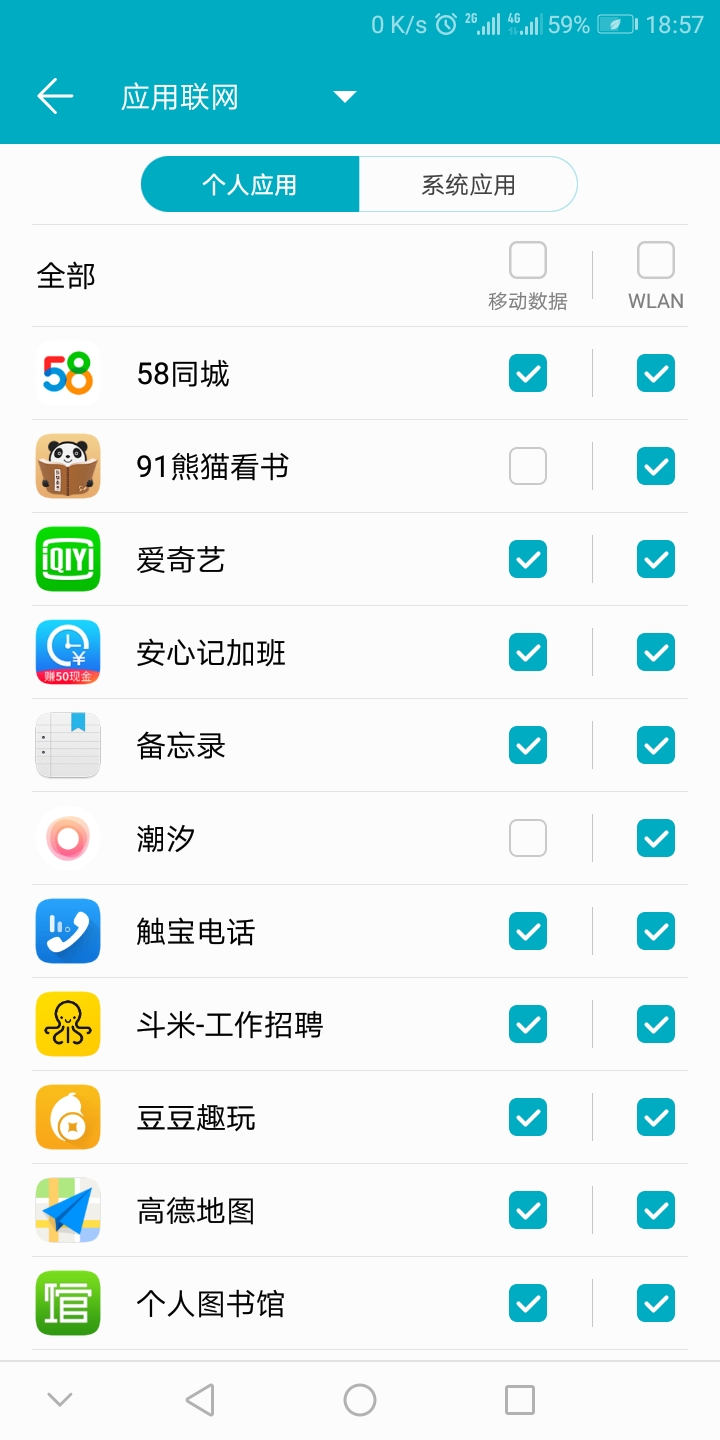 0 K/s 2G 4G 59% 18:57
应用联网
个人应用 系统应用
全部 移动数据 WLAN
58 58同城
91熊猫看书
iQIYI 爱奇艺
¥ 赚50现金 安心记加班
备忘录
潮汐
触宝电话
斗米-工作招聘
豆豆趣玩
高德地图
馆 个人图书馆